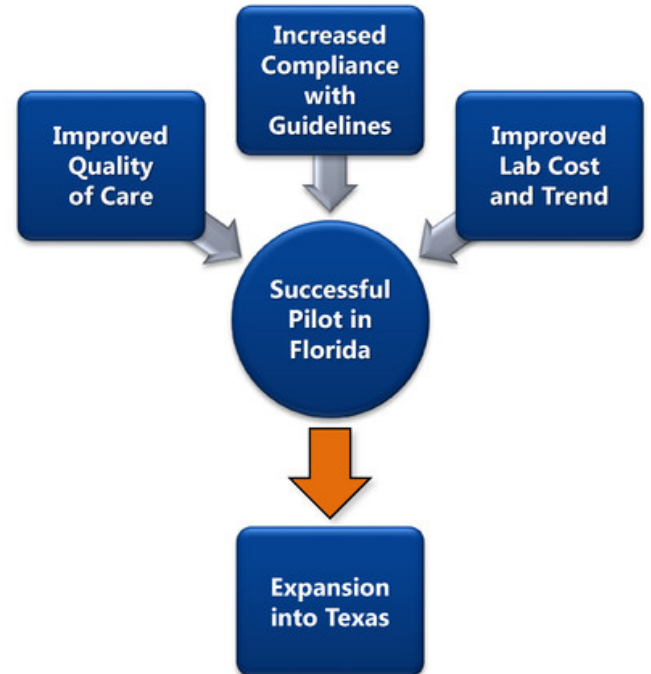 Increased
Compliance
with
Guidelines
Improved
Quality
of Care
Improved
Lab Cost
and Trend
Successful
Pilot in
Florida
Expansion
into Texas